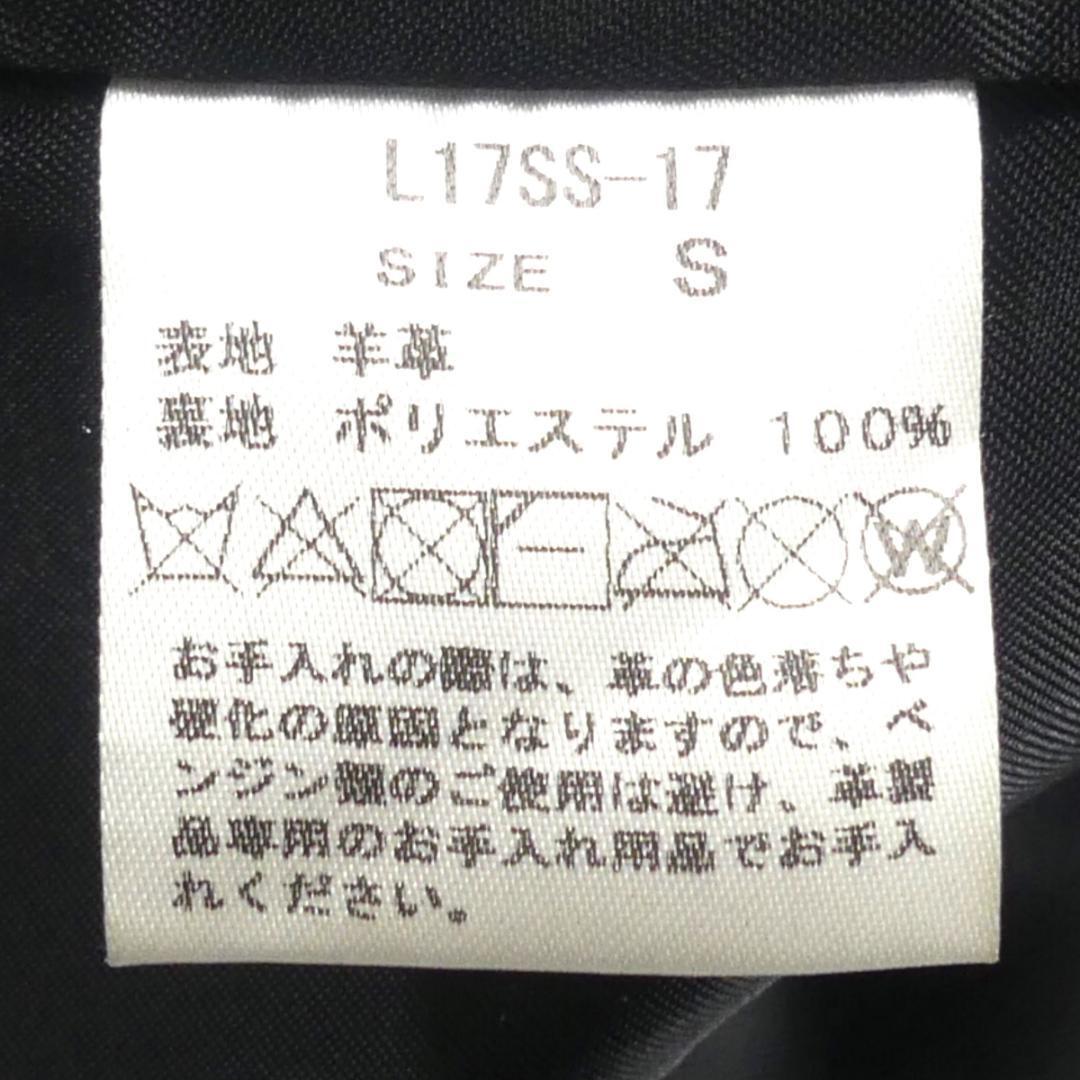 L17SS-17
SIZE S
表地 羊革
裏地 ポリエステル 100%
W
お手入れの際は、革の色落ちや
硬化の原因となりますので、ベ
ンジン類のご使用は避け、革製
品専用のお手入れ用品でお手入
れください。